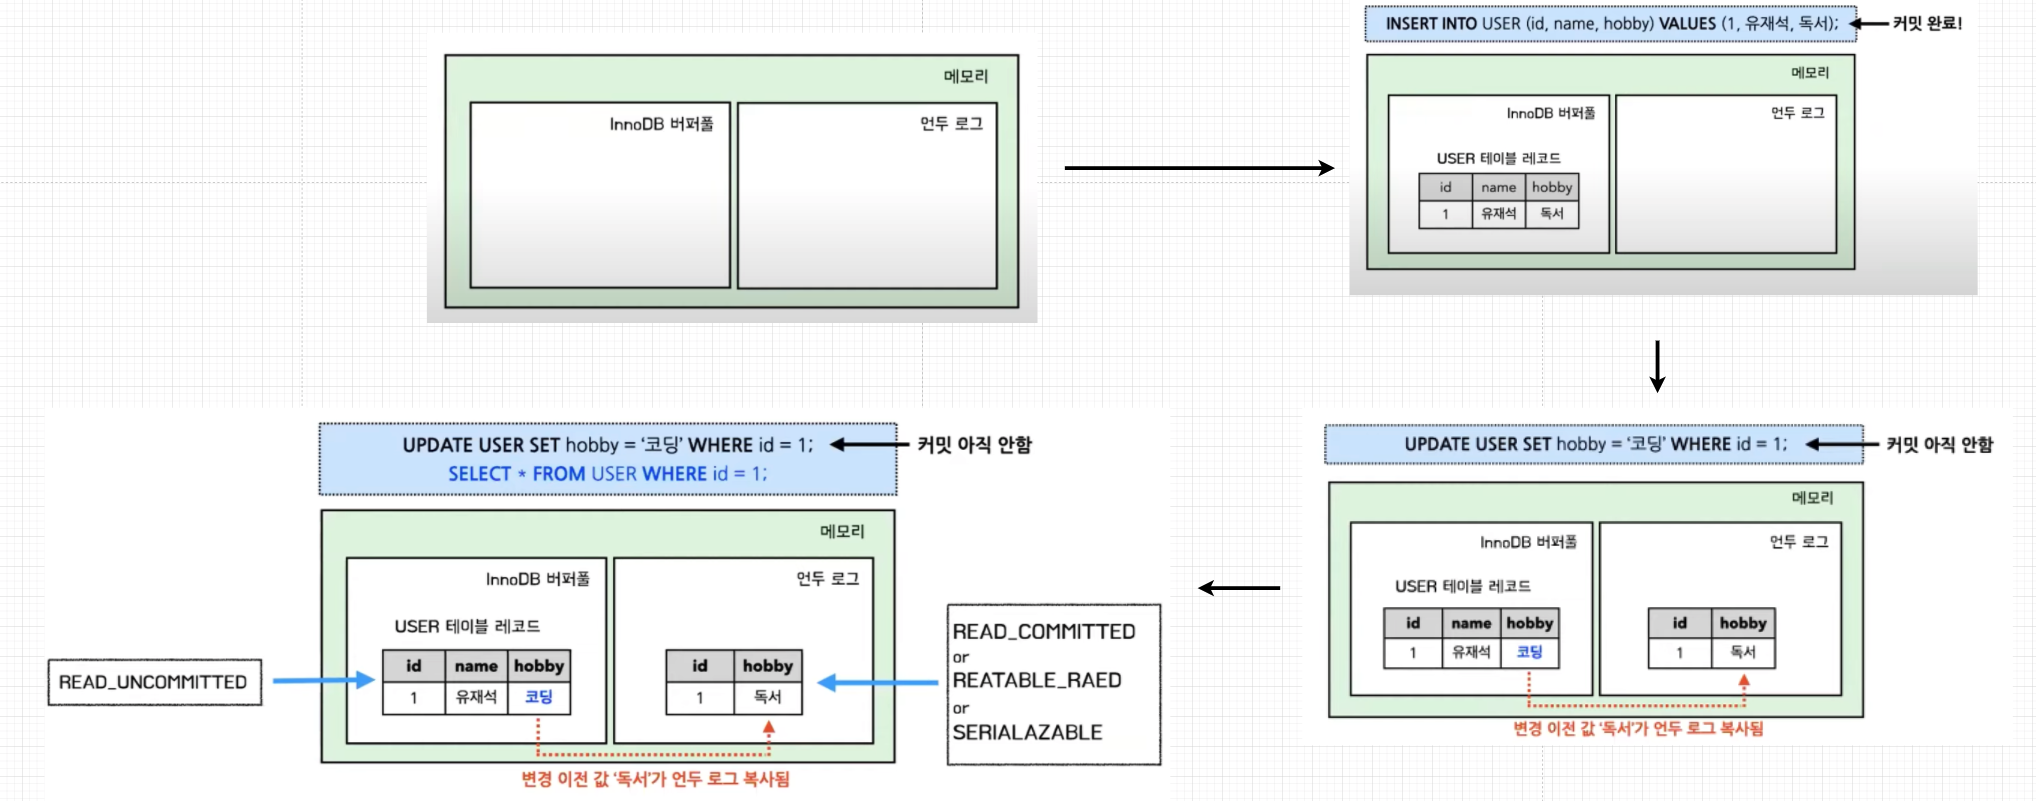 메모리
InnoDB 버퍼풀
언두 로그
INSERT INTO USER (id, name, hobby) VALUES (1, 유재석, 독서);
커밋 완료!
메모리
InnoDB 버퍼풀
언두 로그
USER 테이블 레코드
id name hobby
1 유재석 독서
UPDATE USER SET hobby = ‘코딩’ WHERE id = 1;
커밋 아직 안함
메모리
InnoDB 버퍼풀
언두 로그
USER 테이블 레코드
id name hobby
1 유재석 코딩
id hobby
1 독서
변경 이전 값 ‘독서’가 언두 로그 복사됨
UPDATE USER SET hobby = ‘코딩’ WHERE id = 1;
SELECT * FROM USER WHERE id = 1;
커밋 아직 안함
메모리
InnoDB 버퍼풀
언두 로그
USER 테이블 레코드
id name hobby
1 유재석 코딩
id hobby
1 독서
변경 이전 값 ‘독서’가 언두 로그 복사됨
READ_UNCOMMITTED
READ_COMMITTED
or
REATABLE_RAED
or
SERIALAZABLE